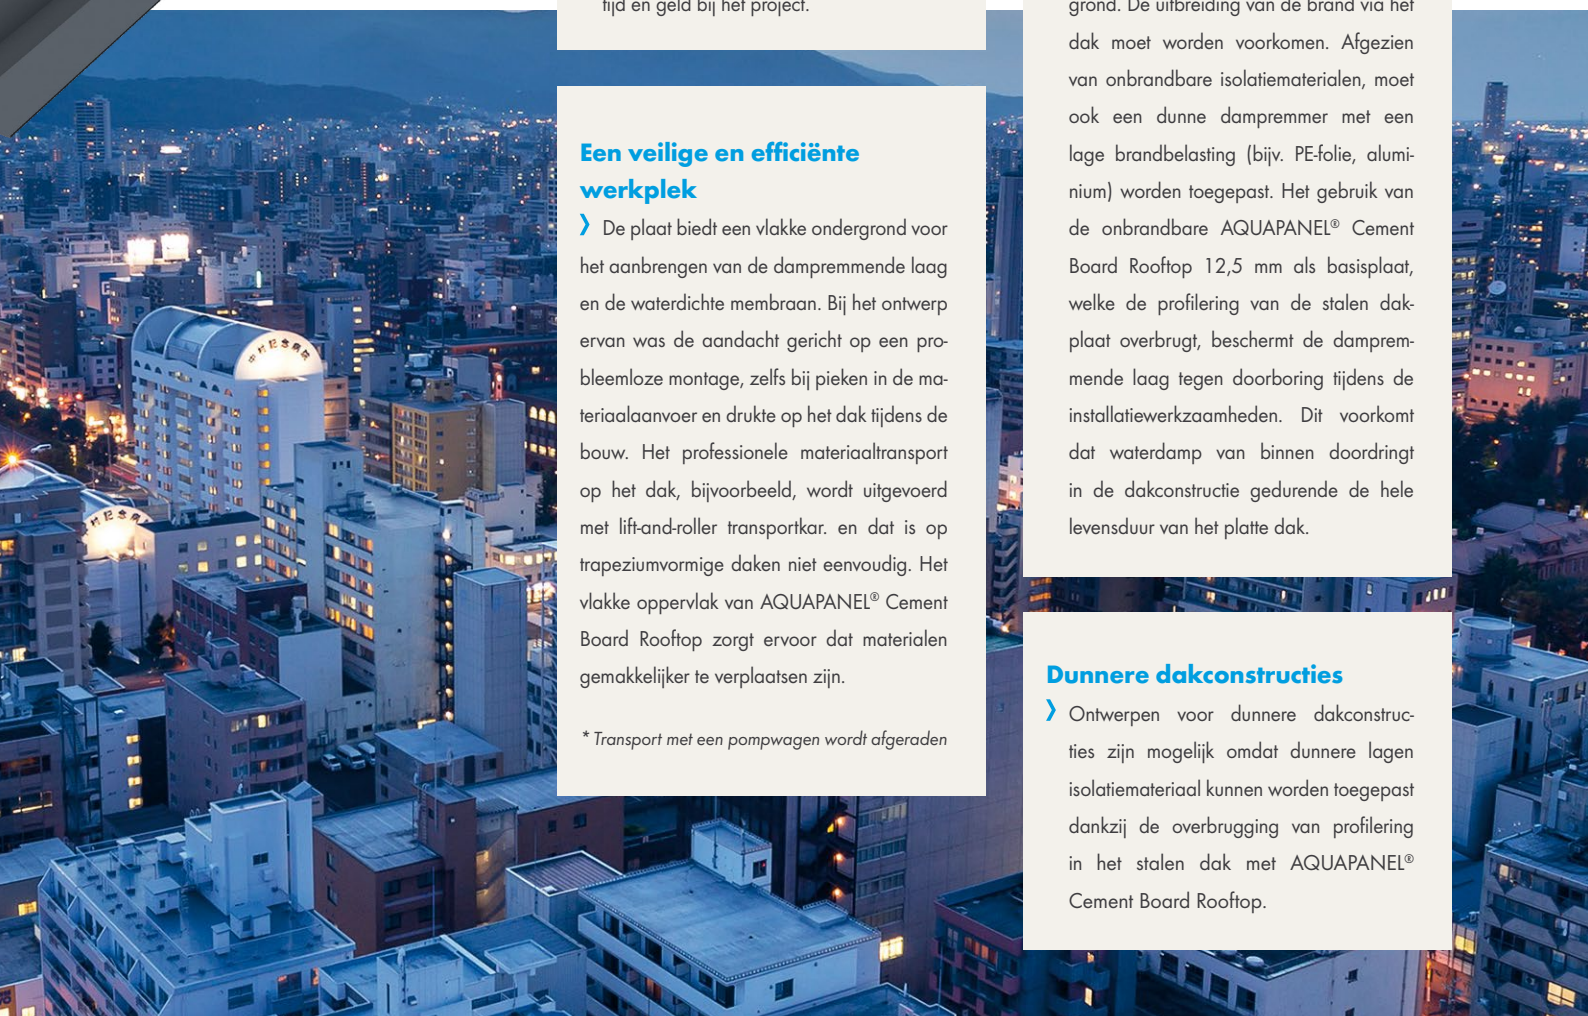 tijd en geld bij het project.
Een veilige en efficiënte
werkplek
› De plaat biedt een vlakke ondergrond voor
het aanbrengen van de dampremmende laag
en de waterdichte membraan. Bij het ontwerp
ervan was de aandacht gericht op een pro-
bleemloze montage, zelfs bij pieken in de ma-
teriaalaanvoer en drukte op het dak tijdens de
bouw. Het professionele materiaaltransport
op het dak, bijvoorbeeld, wordt uitgevoerd
met lift-and-roller transportkar. en dat is op
trapeziumvormige daken niet eenvoudig. Het
vlakke oppervlak van AQUAPANEL® Cement
Board Rooftop zorgt ervoor dat materialen
gemakkelijker te verplaatsen zijn.
* Transport met een pompwagen wordt afgeraden
grond. De uitbreiding van de brand via het
dak moet worden voorkomen. Afgezien
van onbrandbare isolatiematerialen, moet
ook een dunne dampremmer met een
lage brandbelasting (bijv. PE-folie, alumi-
nium) worden toegepast. Het gebruik van
de onbrandbare AQUAPANEL® Cement
Board Rooftop 12,5 mm als basisplaat,
welke de profilering van de stalen dak-
plaat overbrugt, beschermt de damprem-
mende laag tegen doorboring tijdens de
installatiewerkzaamheden. Dit voorkomt
dat waterdamp van binnen doordringt
in de dakconstructie gedurende de hele
levensduur van het platte dak.
Dunnere dakconstructies
› Ontwerpen voor dunnere dakconstruc-
ties zijn mogelijk omdat dunnere lagen
isolatiemateriaal kunnen worden toegepast
dankzij de overbrugging van profilering
in het stalen dak met AQUAPANEL®
Cement Board Rooftop.
中村記念病院